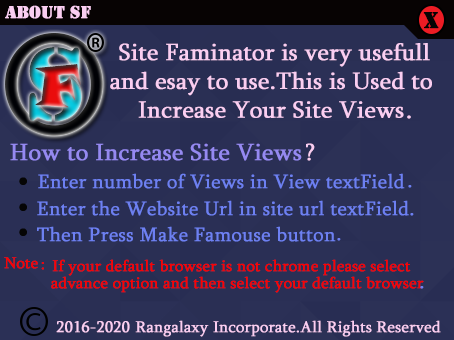 ABOUT SF
X
SF®
Site Faminator is very usefull
and esay to use.This is Used to
Increase Your Site Views.
How to Increase Site Views?
• Enter number of Views in View textField.
• Enter the Website Url in site url textField.
• Then Press Make Famouse button.
Note: If your default browser is not chrome please select
advance option and then select your default browser.
© 2016-2020 Rangalaxy Incorporate.All Rights Reserved